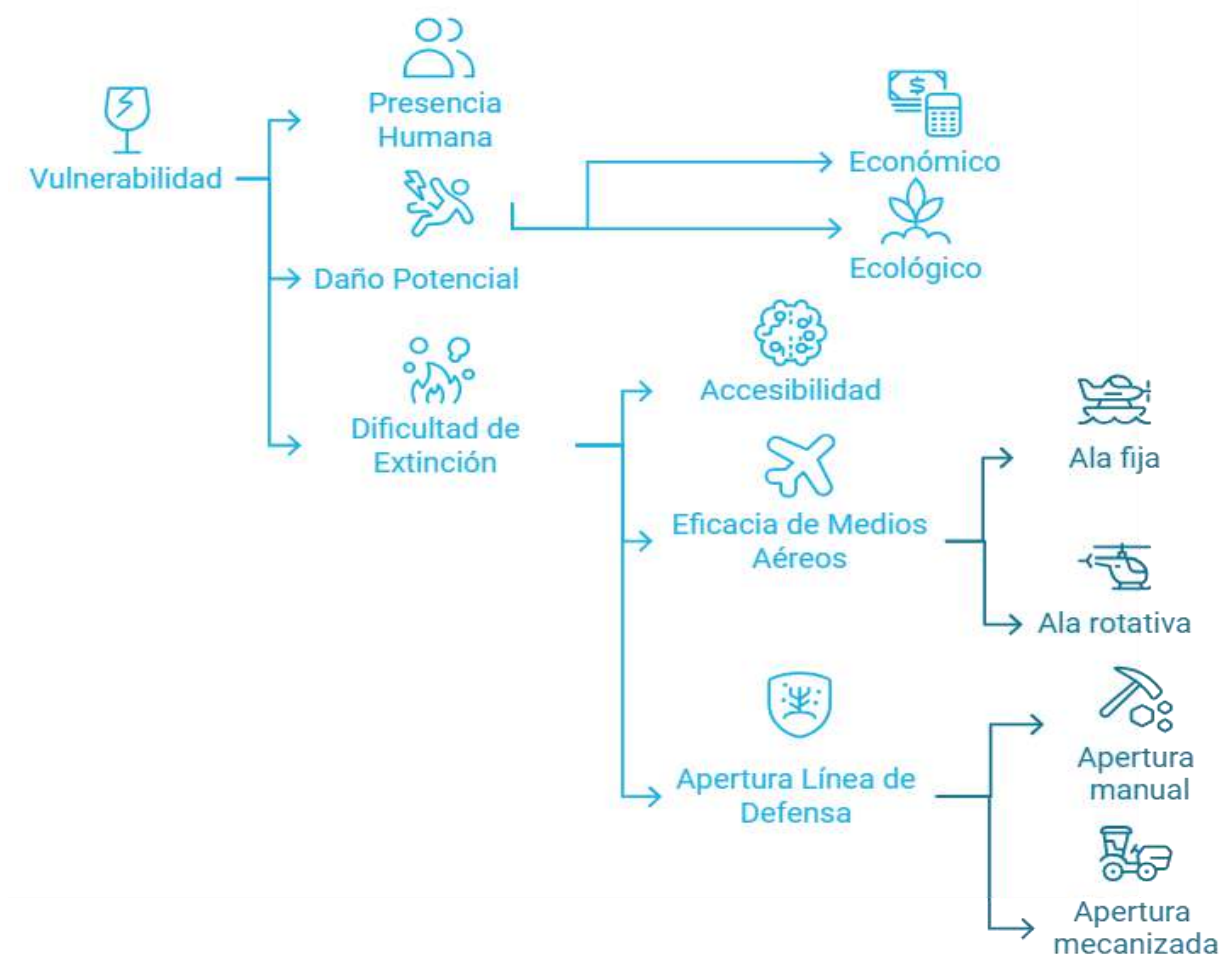 Vulnerabilidad
Presencia
Humana
Daño Potencial
Económico
Ecológico
Dificultad de
Extinción
Accesibilidad
Eficacia de Medios
Aéreos
Ala fija
Ala rotativa
Apertura Línea de
Defensa
Apertura
manual
Apertura
mecanizada